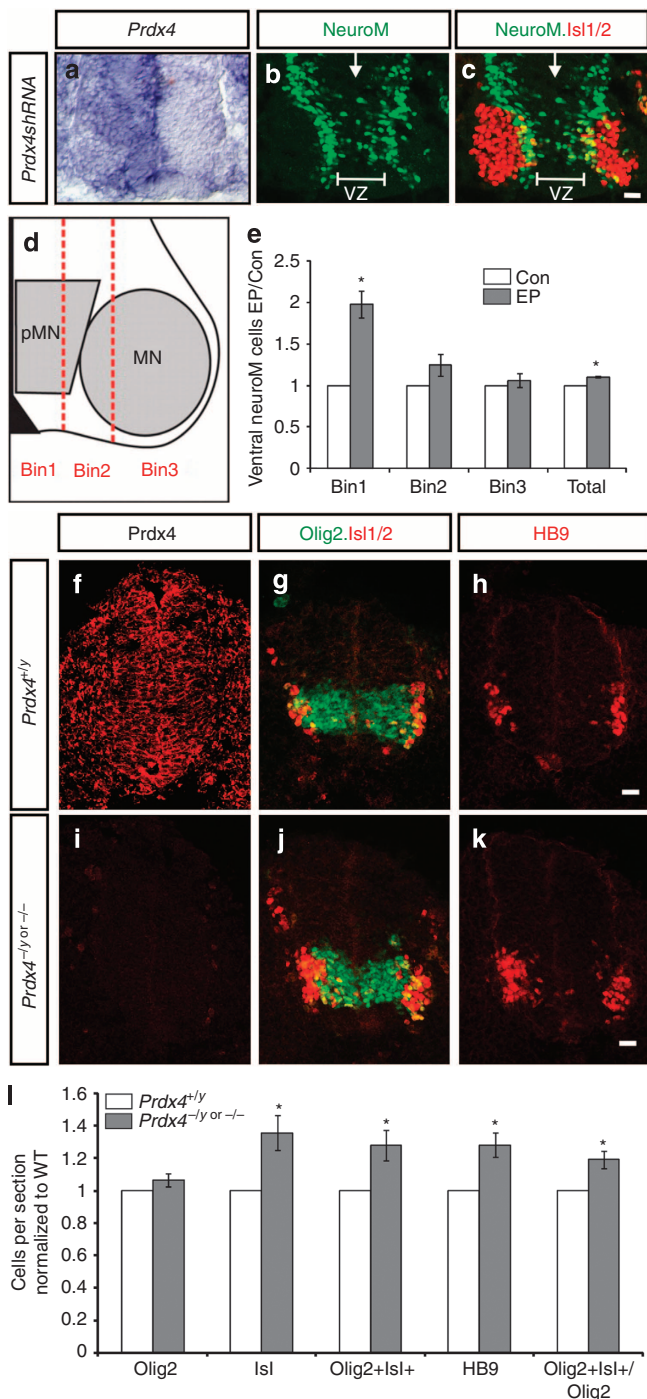 Prdx4
NeuroM
NeuroM.Isl1/2
Prdx4shRNA
a
b
c
VZ
VZ
d
pMN
MN
Bin1
Bin2
Bin3
e
Ventral neuroM cells EP/Con
2.5
2
1.5
1
0.5
0
Con
EP
*
*
Bin1
Bin2
Bin3
Total
Prdx4
Olig2.Isl1/2
HB9
Prdx4+/y
f
g
h
Prdx4–/y or –/–
i
j
k
l
Cells per section
normalized to WT
1.6
1.4
1.2
1
0.8
0.6
0.4
0.2
0
Prdx4+/y
Prdx4–/y or –/–
*
*
*
*
Olig2
Isl
Olig2+Isl+
HB9
Olig2+Isl+/
Olig2